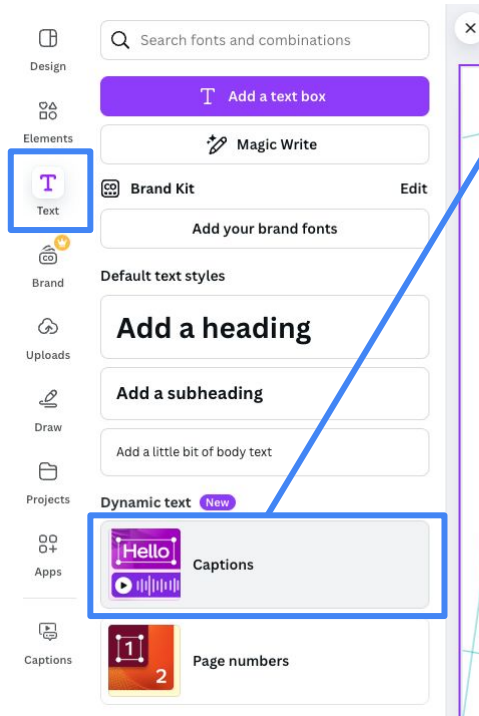 Design
Elements
Text
Brand
Uploads
Draw
Projects
Apps
Captions
Search fonts and combinations
T Add a text box
Magic Write
CO Brand Kit Edit
Add your brand fonts
Default text styles
Add a heading
Add a subheading
Add a little bit of body text
Dynamic text New
Hello
Captions
1
2
Page numbers